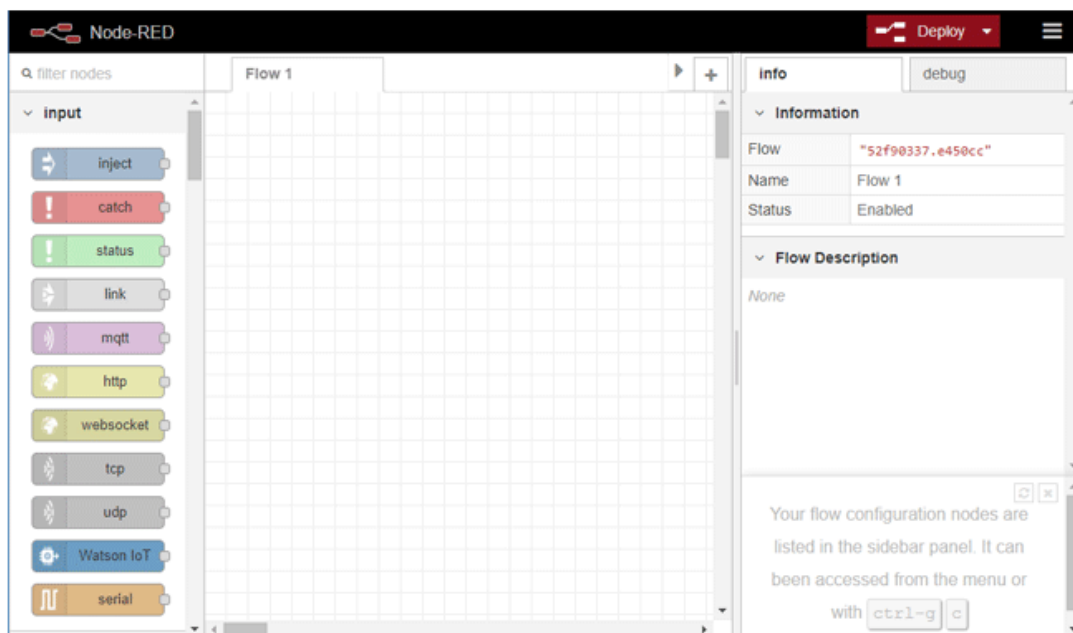 Node-RED
Deploy
filter nodes
Flow 1
info
debug
input
inject
catch
status
link
mqtt
http
websocket
tcp
udp
Watson IoT
serial
Information
Flow "52f90337.e450cc"
Name Flow 1
Status Enabled
Flow Description
None
Your flow configuration nodes are
listed in the sidebar panel. It can
been accessed from the menu or
with ctrl-g c